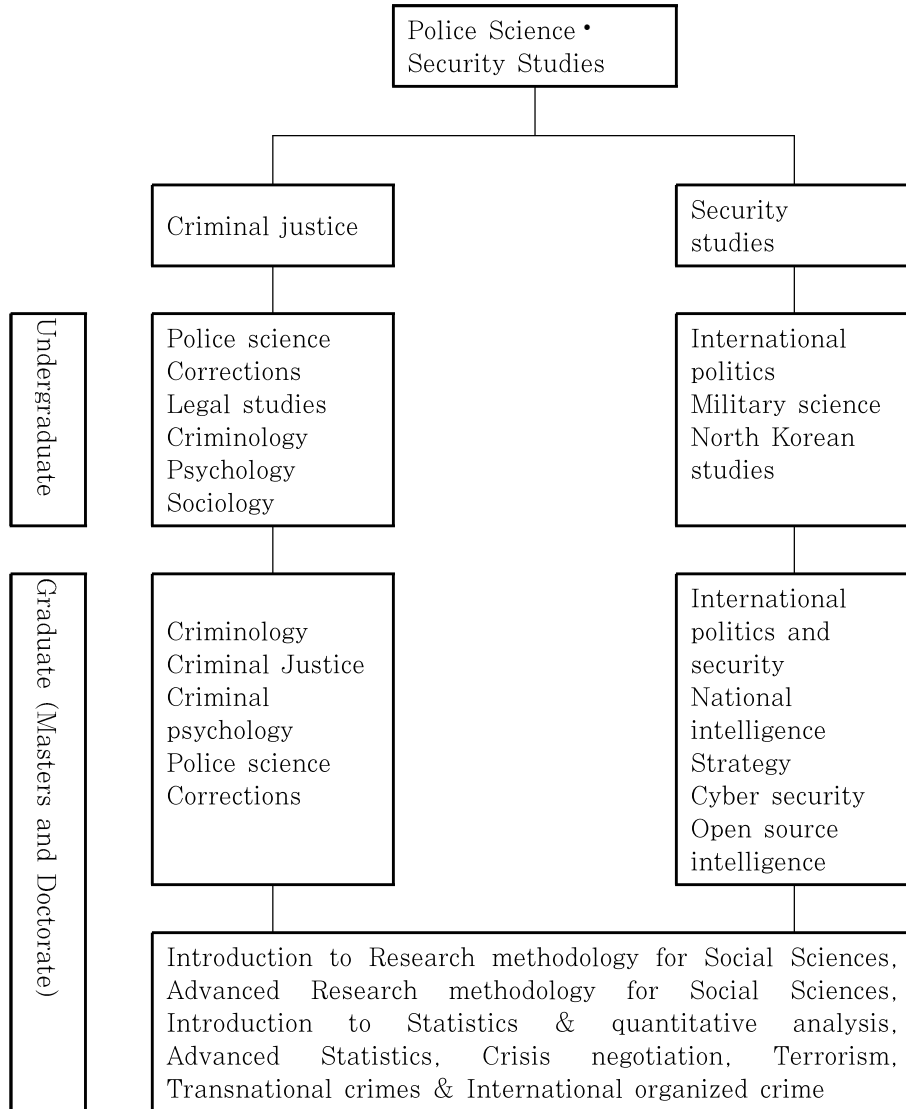 Police Science •
Security Studies
Criminal justice
Security
studies
Undergraduate
Police science
Corrections
Legal studies
Criminology
Psychology
Sociology
International
politics
Military science
North Korean
studies
Graduate (Masters and Doctorate)
Criminology
Criminal Justice
Criminal
psychology
Police science
Corrections
International
politics and
security
National
intelligence
Strategy
Cyber security
Open source
intelligence
Introduction to Research methodology for Social Sciences,
Advanced Research methodology for Social Sciences,
Introduction to Statistics & quantitative analysis,
Advanced Statistics, Crisis negotiation, Terrorism,
Transnational crimes & International organized crime